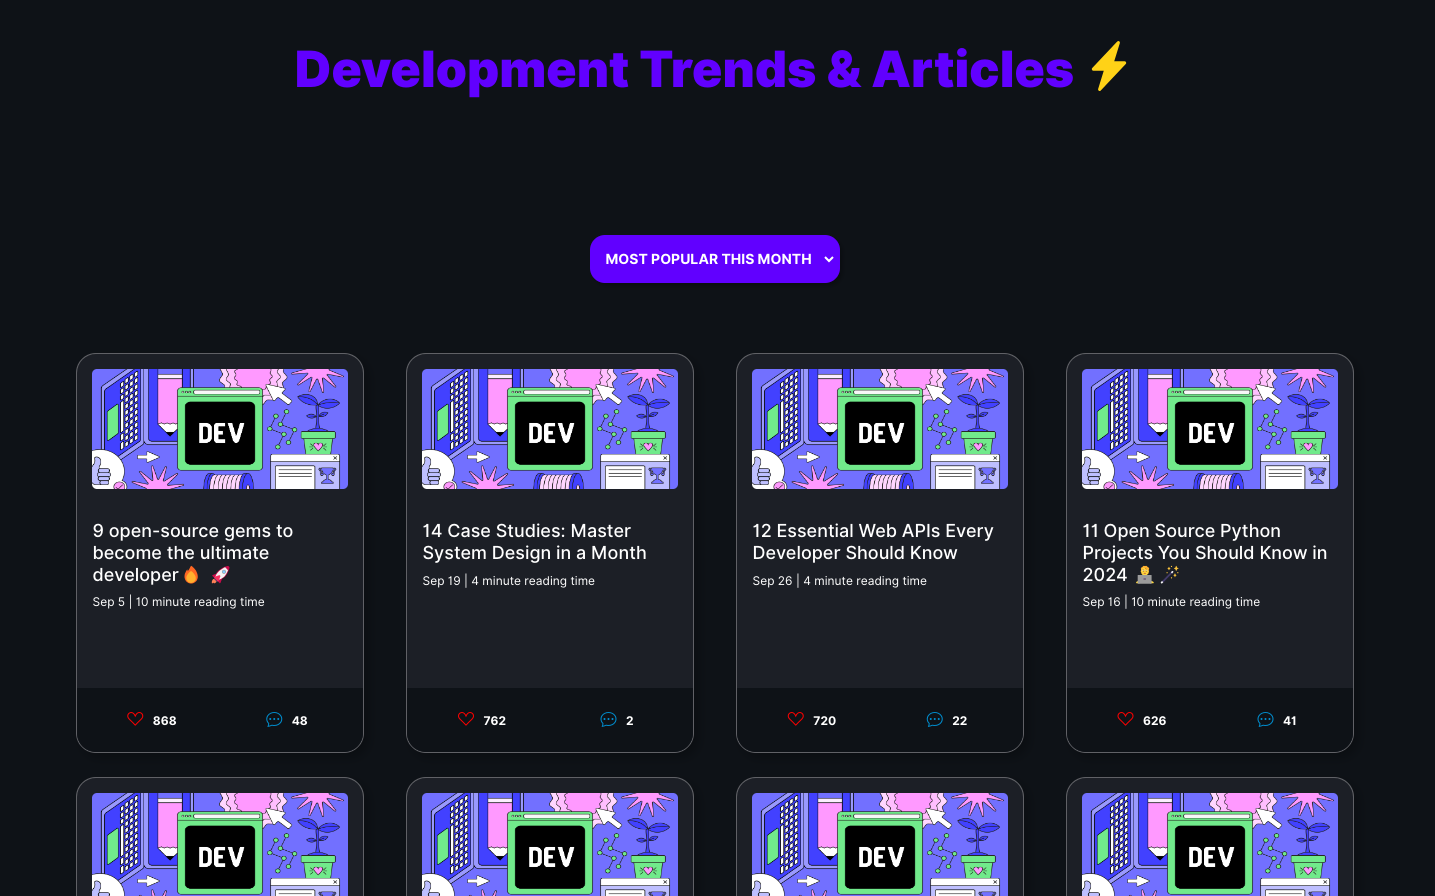 Development Trends & Articles ⚡
MOST POPULAR THIS MONTH
DEV
DEV
DEV
DEV
9 open-source gems to
become the ultimate
developer🔥 🚀
Sep 5 | 10 minute reading time
14 Case Studies: Master
System Design in a Month
Sep 19 | 4 minute reading time
12 Essential Web APIs Every
Developer Should Know
Sep 26 | 4 minute reading time
11 Open Source Python
Projects You Should Know in
2024 🧑‍💻 🪄
Sep 16 | 10 minute reading time
868 48
762 2
720 22
626 41
DEV
DEV
DEV
DEV